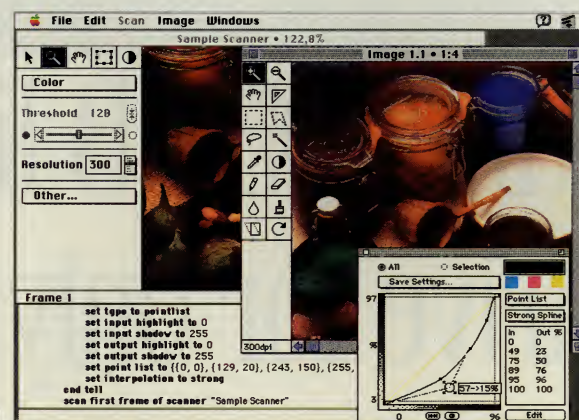 File Edit Scan Image Windows
Sample Scanner • 122,8%
Image 1.1 • 1:4
Color
Threshold 128
Resolution 300
Other...
300dpi
All Selection
Save Settings...
97
%
3
0 % 96
57->15%
Point List
Strong Spline
In Out %
0 0
49 23
75 50
89 76
95 96
100 100
Edit
Frame 1
set type to pointlist
set input highlight to 0
set input shadow to 255
set output highlight to 0
set output shadow to 255
set point list to {{0, 0}, {129, 20}, {243, 150}, {255,
set interpolation to strong
end tell
scan first frame of scanner "Sample Scanner"